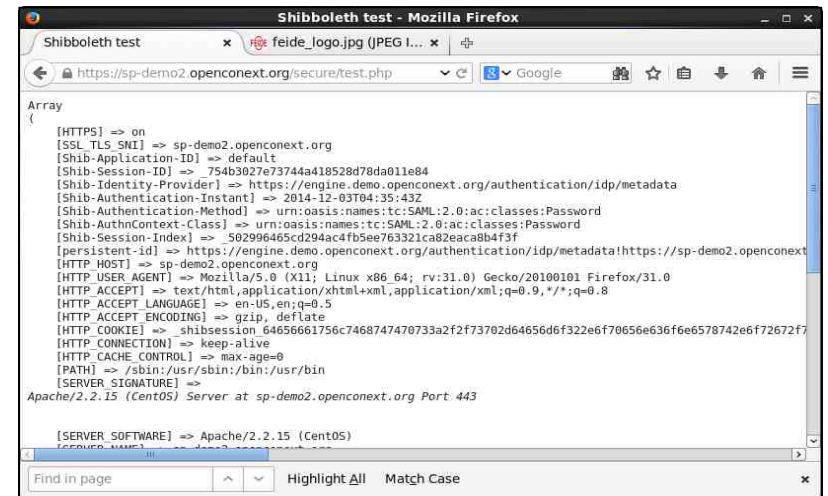 Shibboleth test - Mozilla Firefox
Shibboleth test
feide_logo.jpg (JPEG I...
https://sp-demo2.openconext.org/secure/test.php
Google
Array
(
[HTTPS] => on
[SSL_TLS_SNI] => sp-demo2.openconext.org
[Shib-Application-ID] => default
[Shib-Session-ID] => _754b3027e73744a418528d78da011e84
[Shib-Identity-Provider] => https://engine.demo.openconext.org/authentication/idp/metadata
[Shib-Authentication-Instant] => 2014-12-03T04:35:43Z
[Shib-Authentication-Method] => urn:oasis:names:tc:SAML:2.0:ac:classes:Password
[Shib-AuthnContext-Class] => urn:oasis:names:tc:SAML:2.0:ac:classes:Password
[Shib-Session-Index] => _502996465cd294ac4fb5ee763321ca82eaca8b4f3f
[persistent-id] => https://engine.demo.openconext.org/authentication/idp/metadata!https://sp-demo2.openconext
[HTTP_HOST] => sp-demo2.openconext.org
[HTTP_USER_AGENT] => Mozilla/5.0 (X11; Linux x86_64; rv:31.0) Gecko/20100101 Firefox/31.0
[HTTP_ACCEPT] => text/html,application/xhtml+xml,application/xml;q=0.9,*/*;q=0.8
[HTTP_ACCEPT_LANGUAGE] => en-US,en;q=0.5
[HTTP_ACCEPT_ENCODING] => gzip, deflate
[HTTP_COOKIE] => _shibsession_64656661756c7468747470733a2f2f73702d64656d6f322e6f70656e636f6e6578742e6f72672f7
[HTTP_CONNECTION] => keep-alive
[HTTP_CACHE_CONTROL] => max-age=0
[PATH] => /sbin:/usr/sbin:/bin:/usr/bin
[SERVER_SIGNATURE] =>
Apache/2.2.15 (CentOS) Server at sp-demo2.openconext.org Port 443
[SERVER_SOFTWARE] => Apache/2.2.15 (CentOS)
Find in page
Highlight All
Match Case